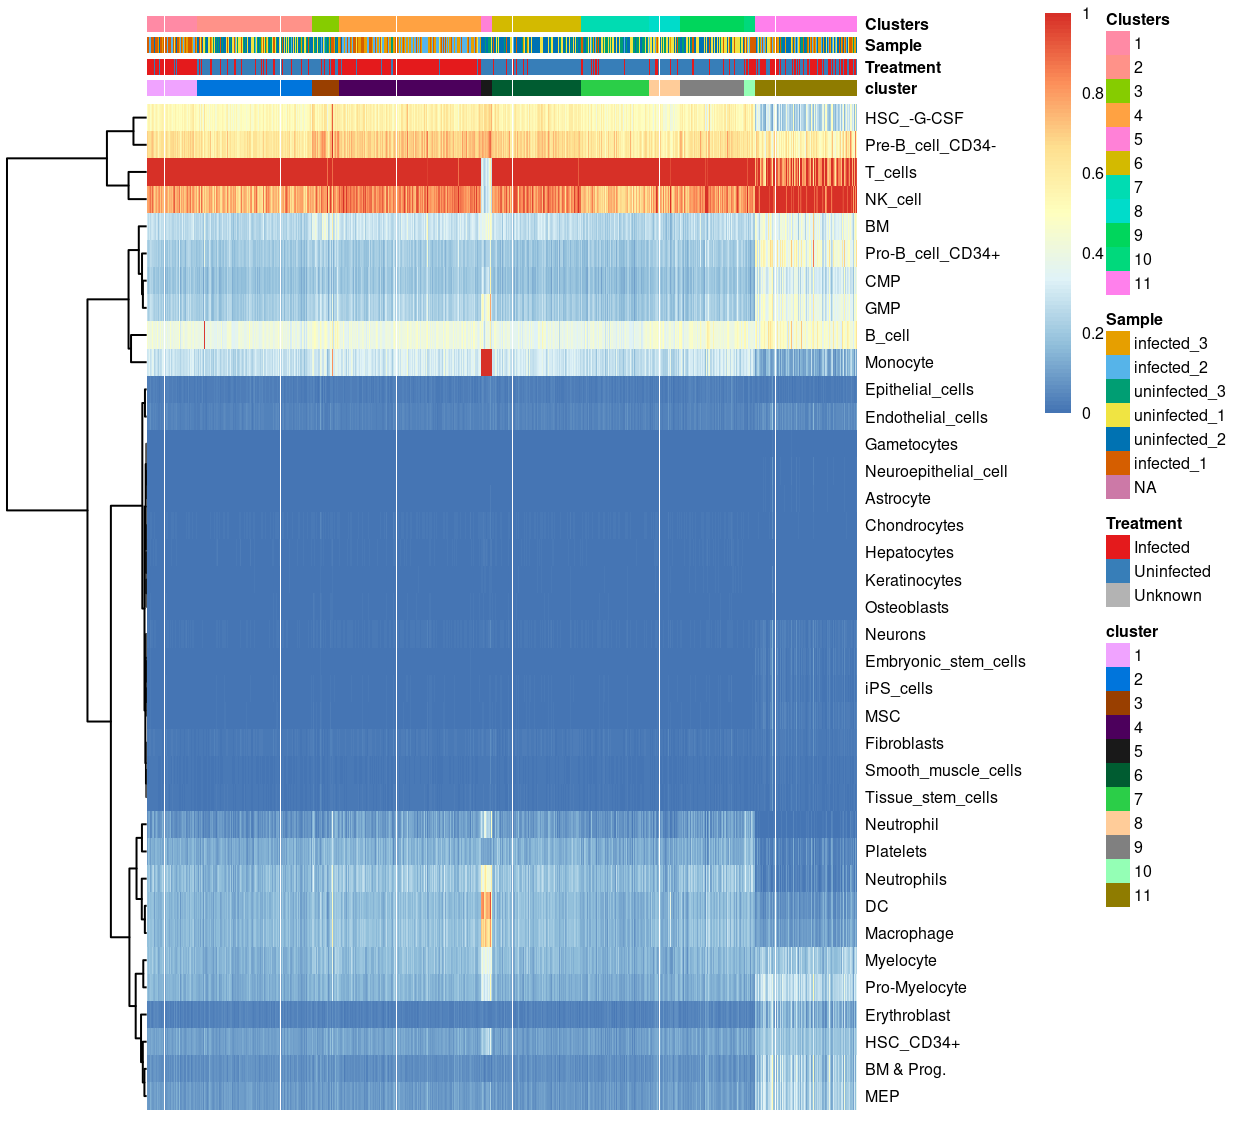 Clusters
Sample
Treatment
cluster
HSC_-G-CSF
Pre-B_cell_CD34-
T_cells
NK_cell
BM
Pro-B_cell_CD34+
CMP
GMP
B_cell
Monocyte
Epithelial_cells
Endothelial_cells
Gametocytes
Neuroepithelial_cell
Astrocyte
Chondrocytes
Hepatocytes
Keratinocytes
Osteoblasts
Neurons
Embryonic_stem_cells
iPS_cells
MSC
Fibroblasts
Smooth_muscle_cells
Tissue_stem_cells
Neutrophil
Platelets
Neutrophils
DC
Macrophage
Myelocyte
Pro-Myelocyte
Erythroblast
HSC_CD34+
BM & Prog.
MEP
1
0.8
0.6
0.4
0.2
0
Clusters
1
2
3
4
5
6
7
8
9
10
11
Sample
infected_3
infected_2
uninfected_3
uninfected_1
uninfected_2
infected_1
NA
Treatment
Infected
Uninfected
Unknown
cluster
1
2
3
4
5
6
7
8
9
10
11